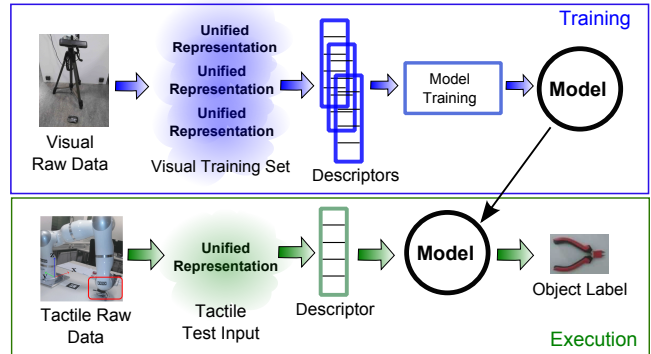 Training
Unified
Representation
Unified
Representation
Unified
Representation
Model
Training
Model
Visual
Raw Data
Visual Training Set
Descriptors
Unified
Representation
Model
z
x
y
Tactile Raw
Data
Tactile
Test Input
Descriptor
Object Label
Execution